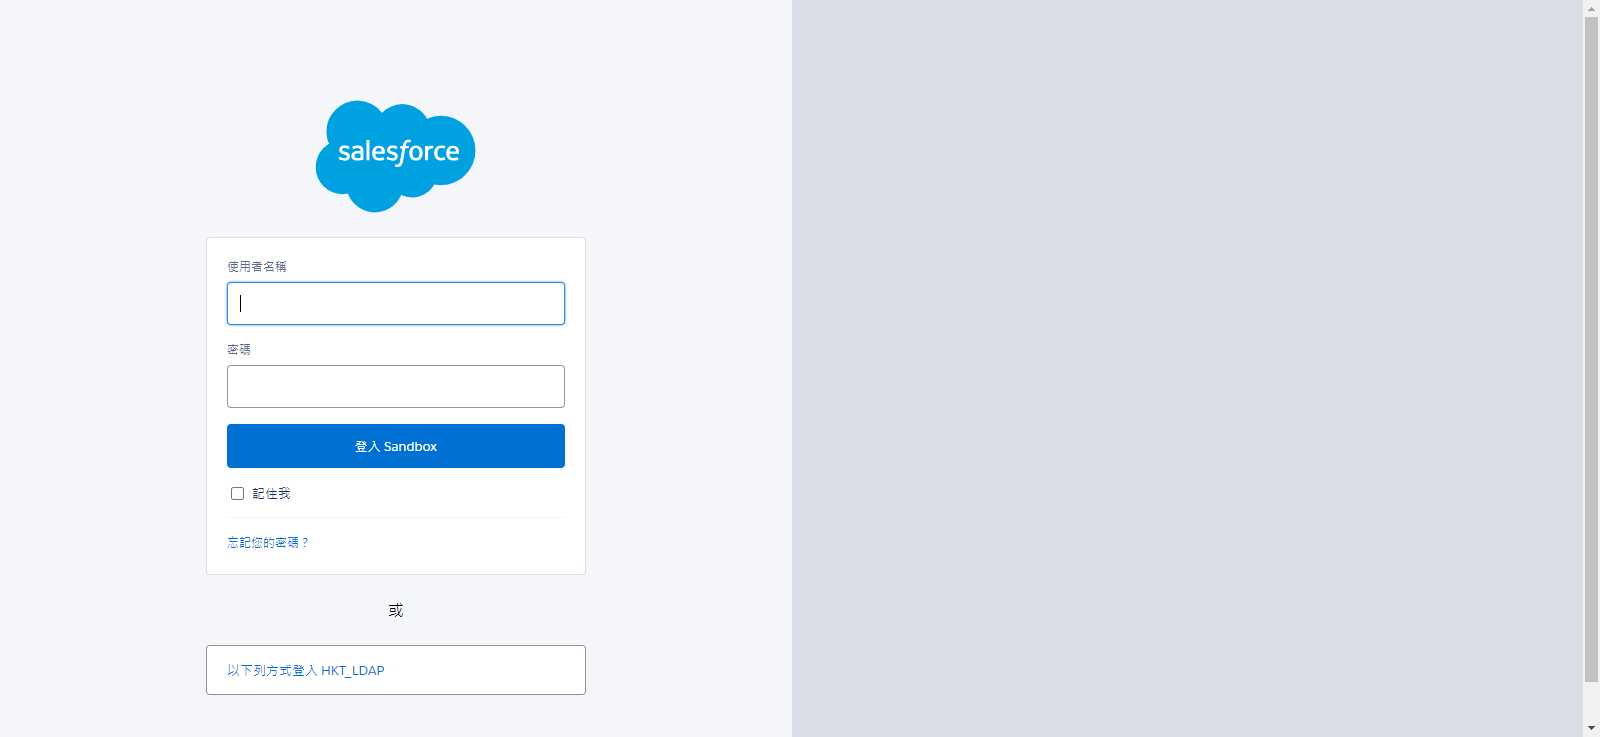 salesforce
使用者名稱
密碼
登入 Sandbox
記住我
忘記您的密碼？
或
以下列方式登入 HKT_LDAP